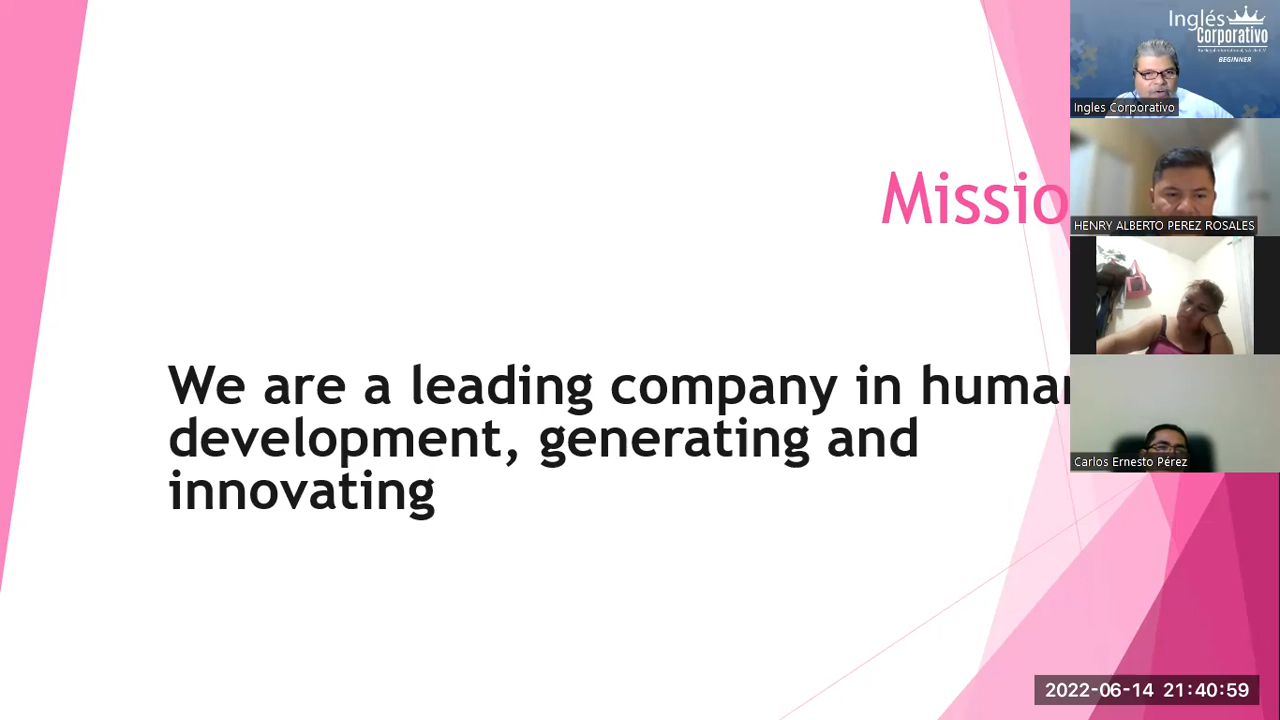 Missio
We are a leading company in human
development, generating and
innovating
Inglés
Corporativo
BEGINNER
Ingles Corporativo
HENRY ALBERTO PEREZ ROSALES
Carlos Ernesto Pérez
2022-06-14 21:40:59